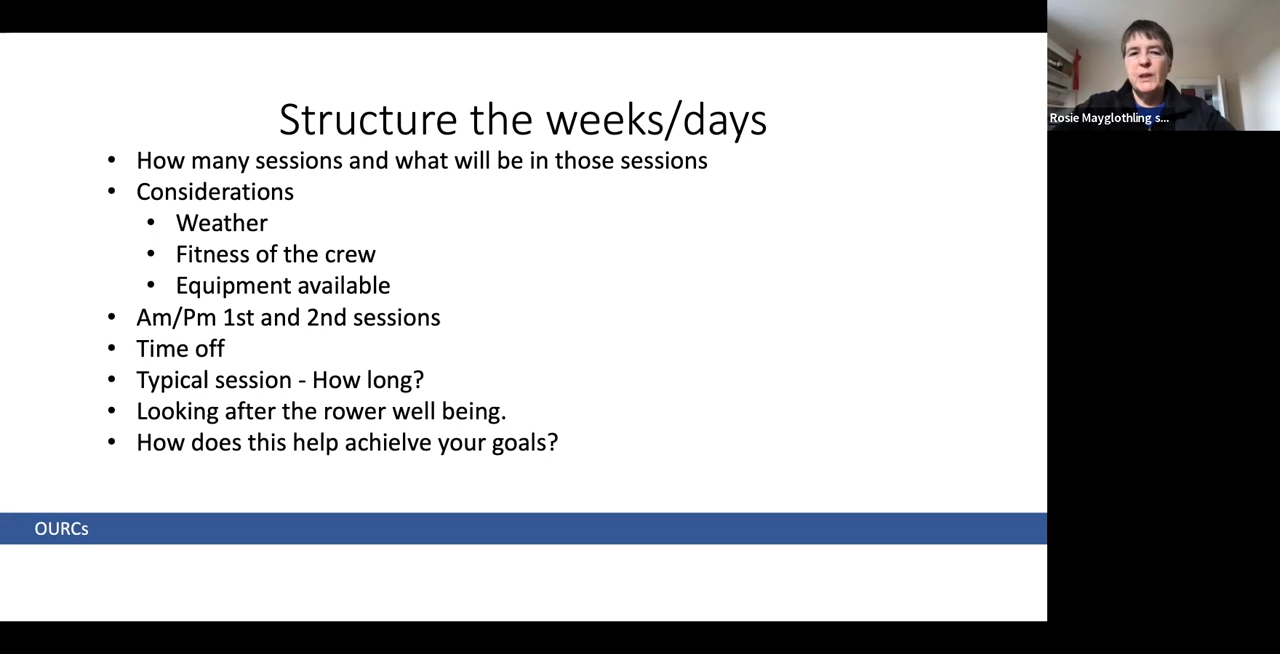 Structure the weeks/days
• How many sessions and what will be in those sessions
• Considerations
• Weather
• Fitness of the crew
• Equipment available
• Am/Pm 1st and 2nd sessions
• Time off
• Typical session - How long?
• Looking after the rower well being.
• How does this help achielve your goals?
OURCs
Rosie Mayglothling s...